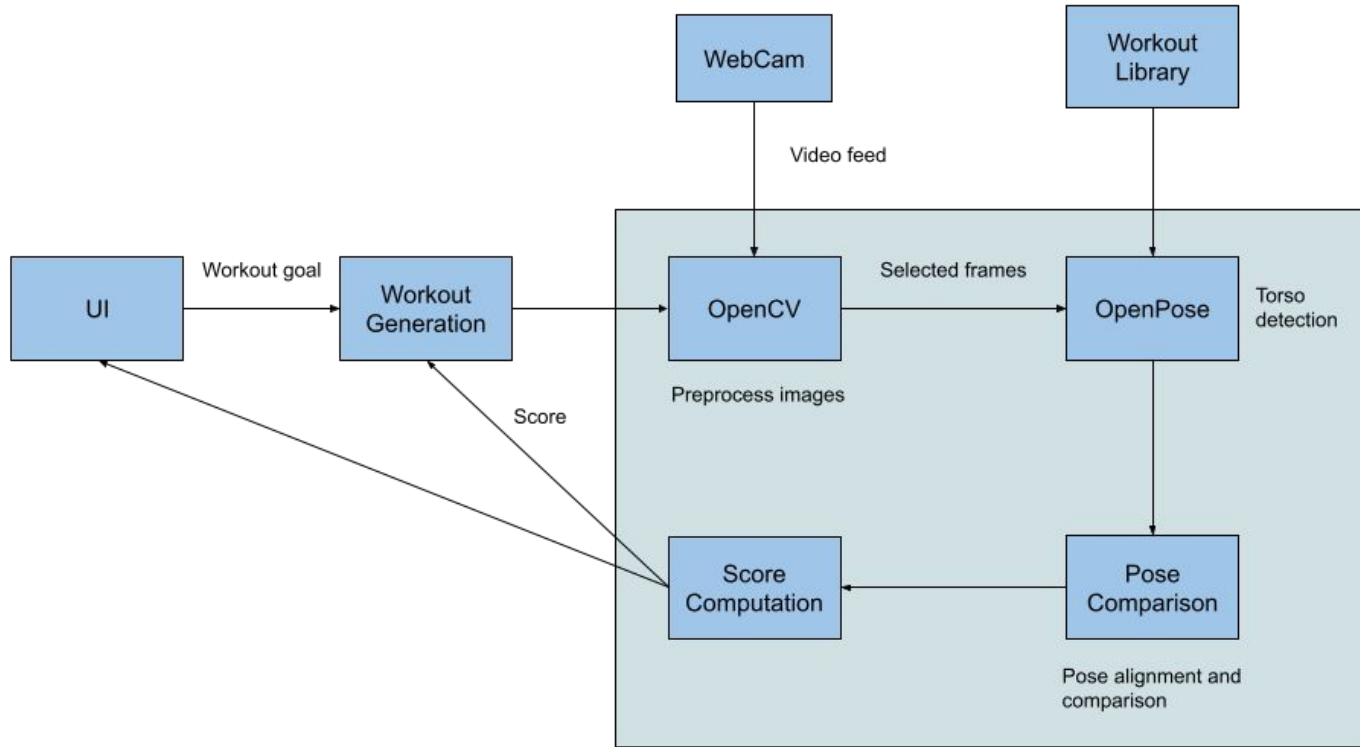 WebCam
Workout
Library
Video feed
Workout goal
Selected frames
UI
Workout
Generation
OpenCV
OpenPose
Torso
detection
Preprocess images
Score
Score
Computation
Pose
Comparison
Pose alignment and
comparison